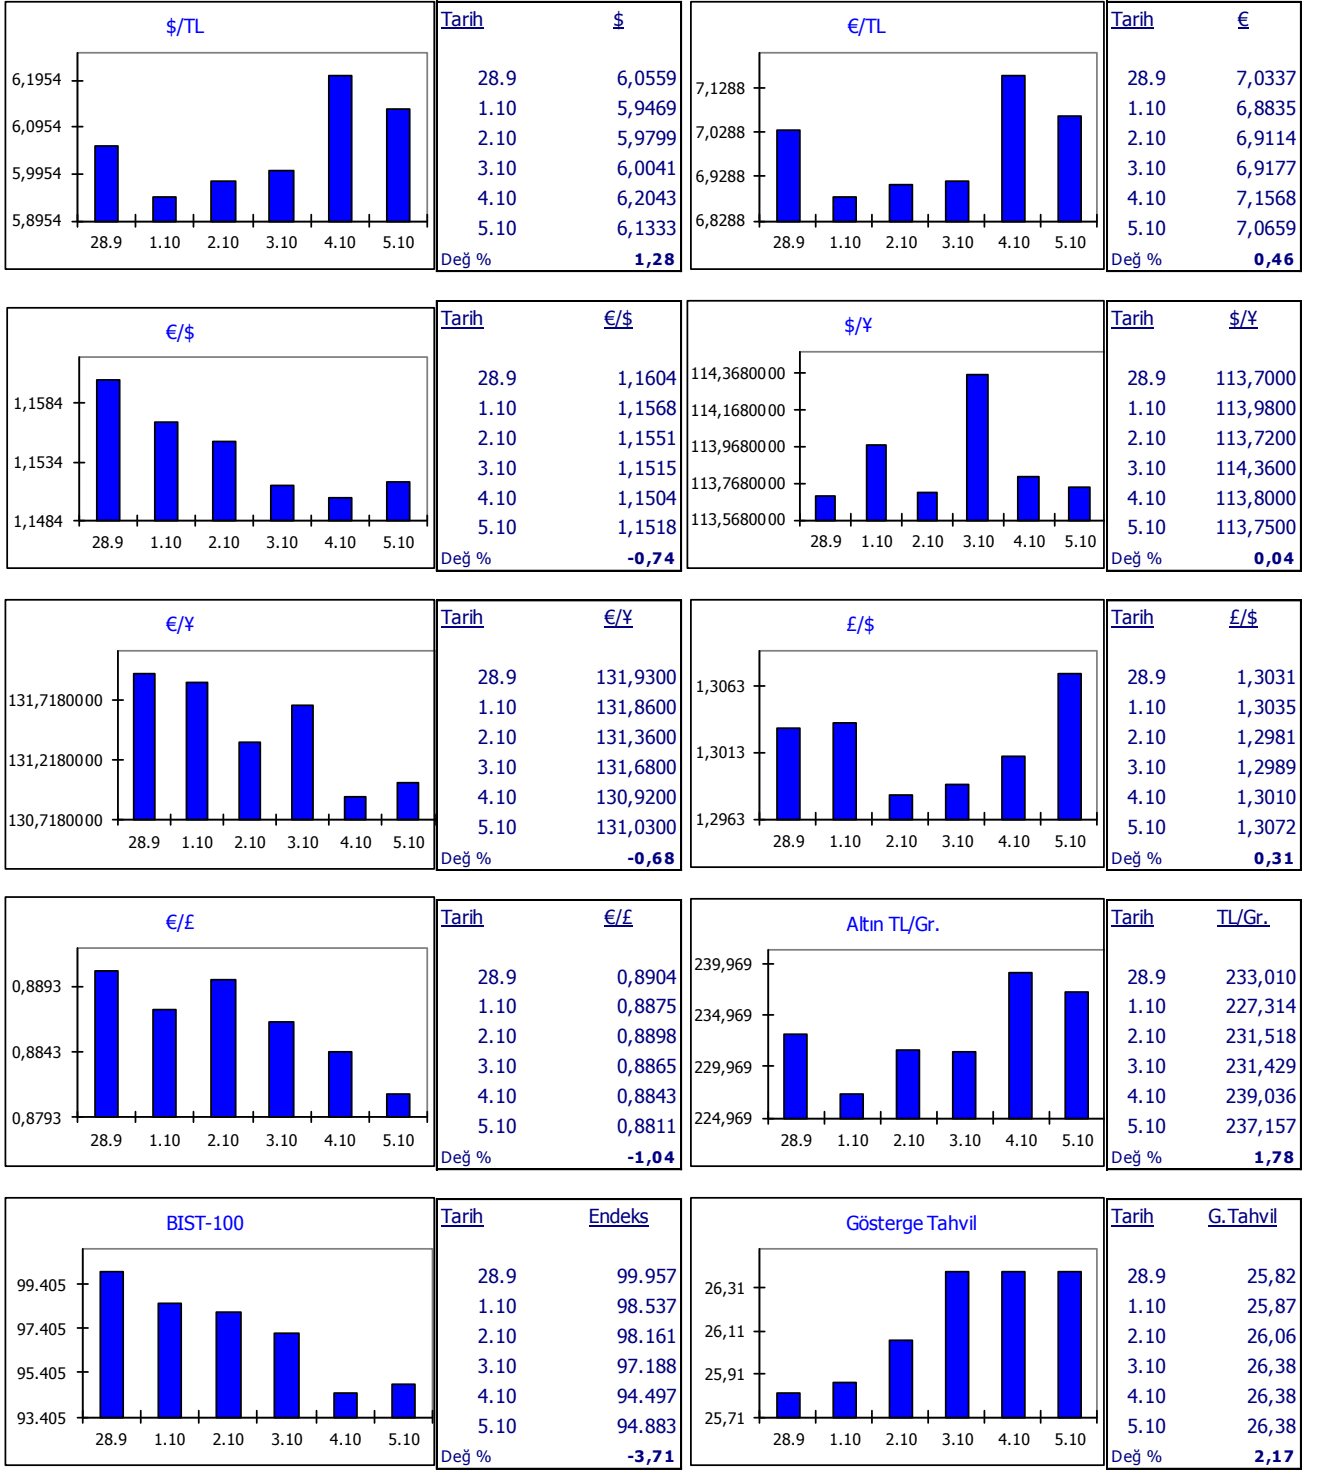 $/TL
6,1954
6,0954
5,9954
5,8954
28.9 1.10 2.10 3.10 4.10 5.10
Tarih $
28.9 6,0559
1.10 5,9469
2.10 5,9799
3.10 6,0041
4.10 6,2043
5.10 6,1333
Değ % 1,28
€/TL
7,1288
7,0288
6,9288
6,8288
28.9 1.10 2.10 3.10 4.10 5.10
Tarih €
28.9 7,0337
1.10 6,8835
2.10 6,9114
3.10 6,9177
4.10 7,1568
5.10 7,0659
Değ % 0,46
€/$
1,1584
1,1534
1,1484
28.9 1.10 2.10 3.10 4.10 5.10
Tarih €/$
28.9 1,1604
1.10 1,1568
2.10 1,1551
3.10 1,1515
4.10 1,1504
5.10 1,1518
Değ % -0,74
$/¥
114,3680000
114,1680000
113,9680000
113,7680000
113,5680000
28.9 1.10 2.10 3.10 4.10 5.10
Tarih $/¥
28.9 113,7000
1.10 113,9800
2.10 113,7200
3.10 114,3600
4.10 113,8000
5.10 113,7500
Değ % 0,04
€/¥
131,7180000
131,2180000
130,7180000
28.9 1.10 2.10 3.10 4.10 5.10
Tarih €/¥
28.9 131,9300
1.10 131,8600
2.10 131,3600
3.10 131,6800
4.10 130,9200
5.10 131,0300
Değ % -0,68
£/$
1,3063
1,3013
1,2963
28.9 1.10 2.10 3.10 4.10 5.10
Tarih £/$
28.9 1,3031
1.10 1,3035
2.10 1,2981
3.10 1,2989
4.10 1,3010
5.10 1,3072
Değ % 0,31
€/£
0,8893
0,8843
0,8793
28.9 1.10 2.10 3.10 4.10 5.10
Tarih €/£
28.9 0,8904
1.10 0,8875
2.10 0,8898
3.10 0,8865
4.10 0,8843
5.10 0,8811
Değ % -1,04
Altın TL/Gr.
239,969
234,969
229,969
224,969
28.9 1.10 2.10 3.10 4.10 5.10
Tarih TL/Gr.
28.9 233,010
1.10 227,314
2.10 231,518
3.10 231,429
4.10 239,036
5.10 237,157
Değ % 1,78
BIST-100
99.405
97.405
95.405
93.405
28.9 1.10 2.10 3.10 4.10 5.10
Tarih Endeks
28.9 99.957
1.10 98.537
2.10 98.161
3.10 97.188
4.10 94.497
5.10 94.883
Değ % -3,71
Gösterge Tahvil
26,31
26,11
25,91
25,71
28.9 1.10 2.10 3.10 4.10 5.10
Tarih G.Tahvil
28.9 25,82
1.10 25,87
2.10 26,06
3.10 26,38
4.10 26,38
5.10 26,38
Değ % 2,17